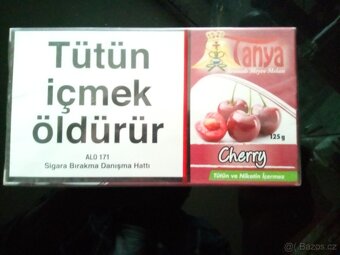 Tütün
içmek
öldürür
ALO 171
Sigara Bırakma Danışma Hattı
Tanya
125 g
Cherry
Tütün ve Nikotin İçermez
Bazos.cz